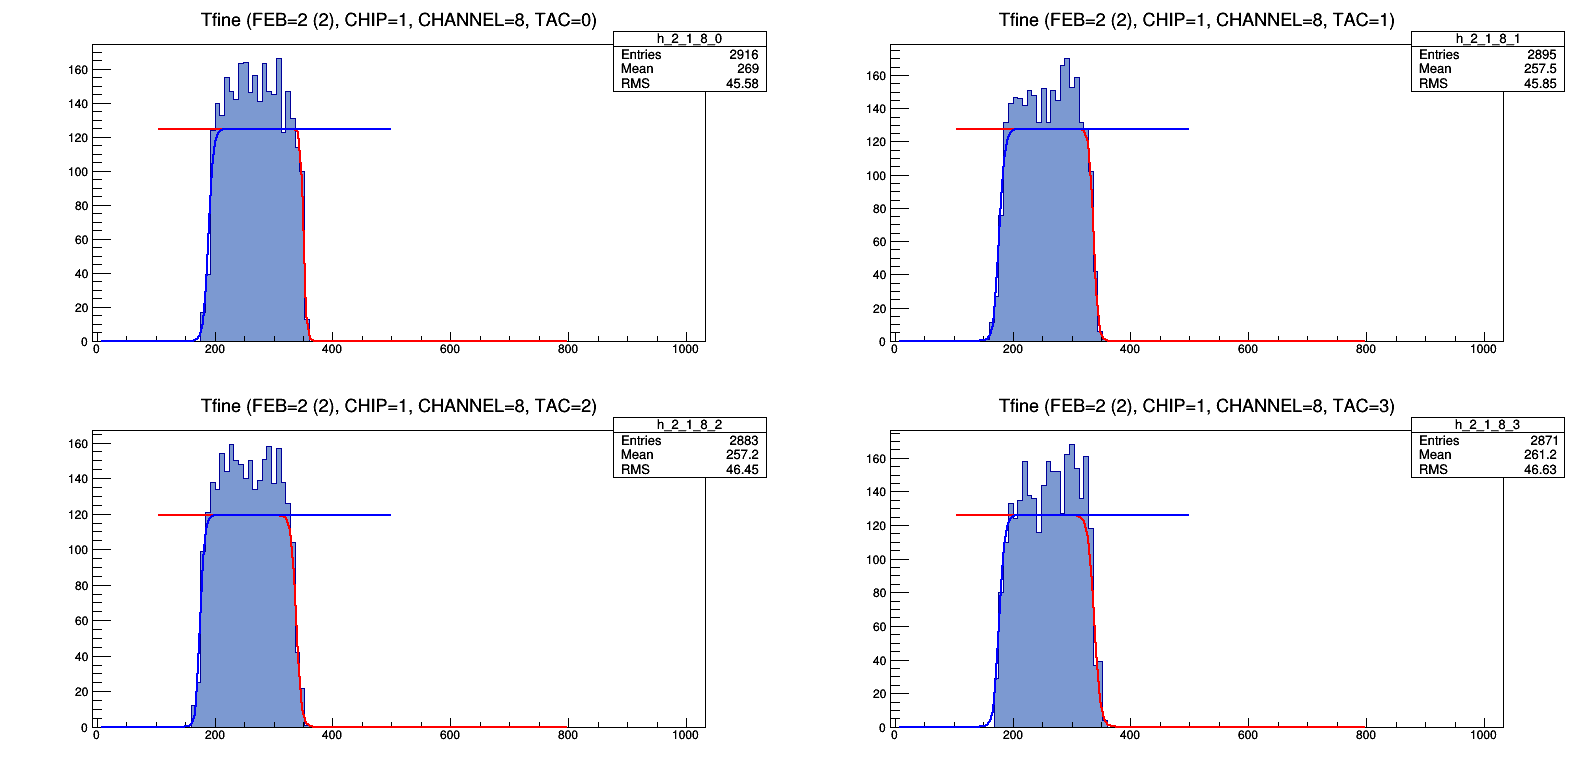 Tfine (FEB=2 (2), CHIP=1, CHANNEL=8, TAC=0)
h_2_1_8_0
Entries 2916
Mean 269
RMS 45.58
160
140
120
100
80
60
40
20
0
0 200 400 600 800 1000
Tfine (FEB=2 (2), CHIP=1, CHANNEL=8, TAC=1)
h_2_1_8_1
Entries 2895
Mean 257.5
RMS 45.85
160
140
120
100
80
60
40
20
0
0 200 400 600 800 1000
Tfine (FEB=2 (2), CHIP=1, CHANNEL=8, TAC=2)
h_2_1_8_2
Entries 2883
Mean 257.2
RMS 46.45
160
140
120
100
80
60
40
20
0
0 200 400 600 800 1000
Tfine (FEB=2 (2), CHIP=1, CHANNEL=8, TAC=3)
h_2_1_8_3
Entries 2871
Mean 261.2
RMS 46.63
160
140
120
100
80
60
40
20
0
0 200 400 600 800 1000